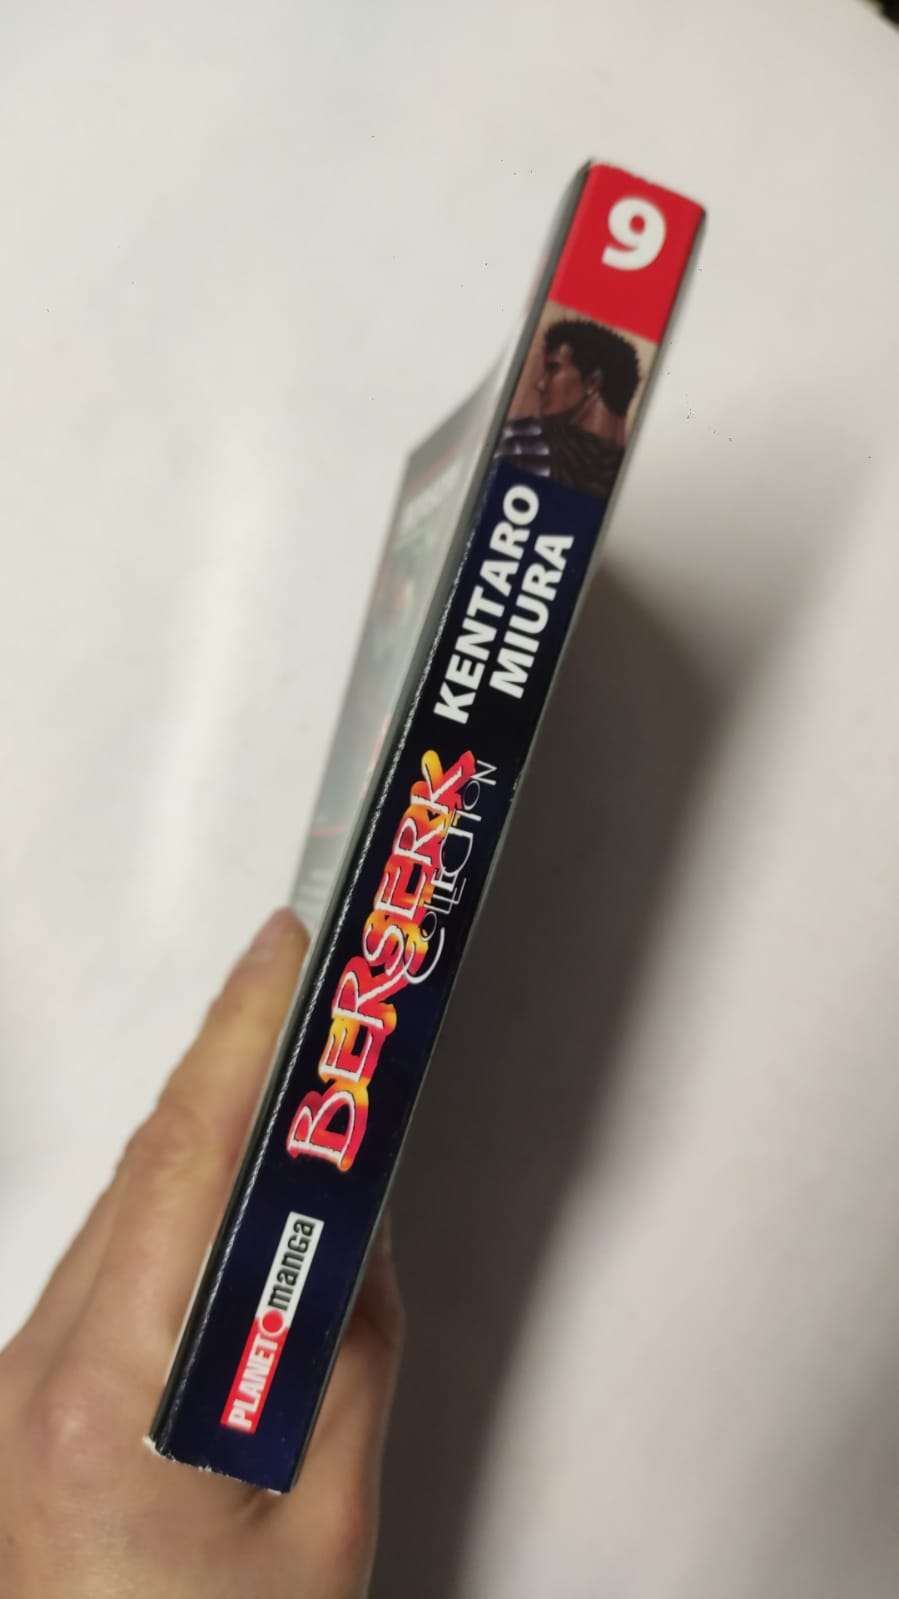 9
KENTARO
MIURA
BERSERK
COLLECTION
PLANET manga